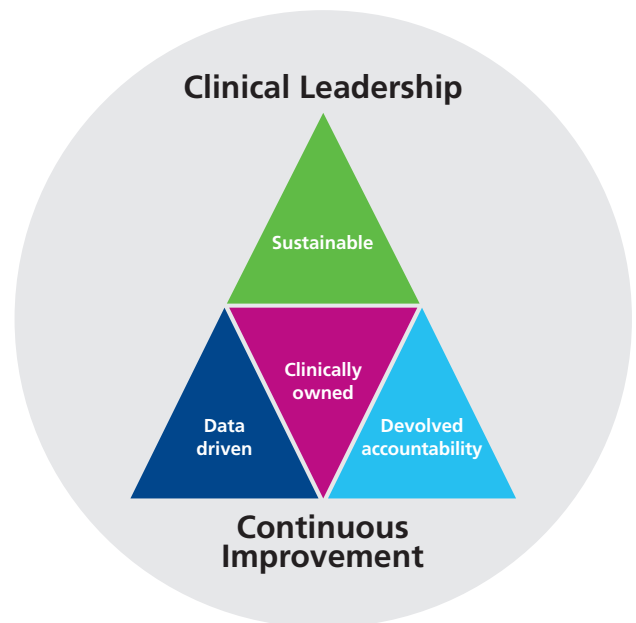 Clinical Leadership
Sustainable
Clinically
owned
Data
driven
Devolved
accountability
Continuous
Improvement